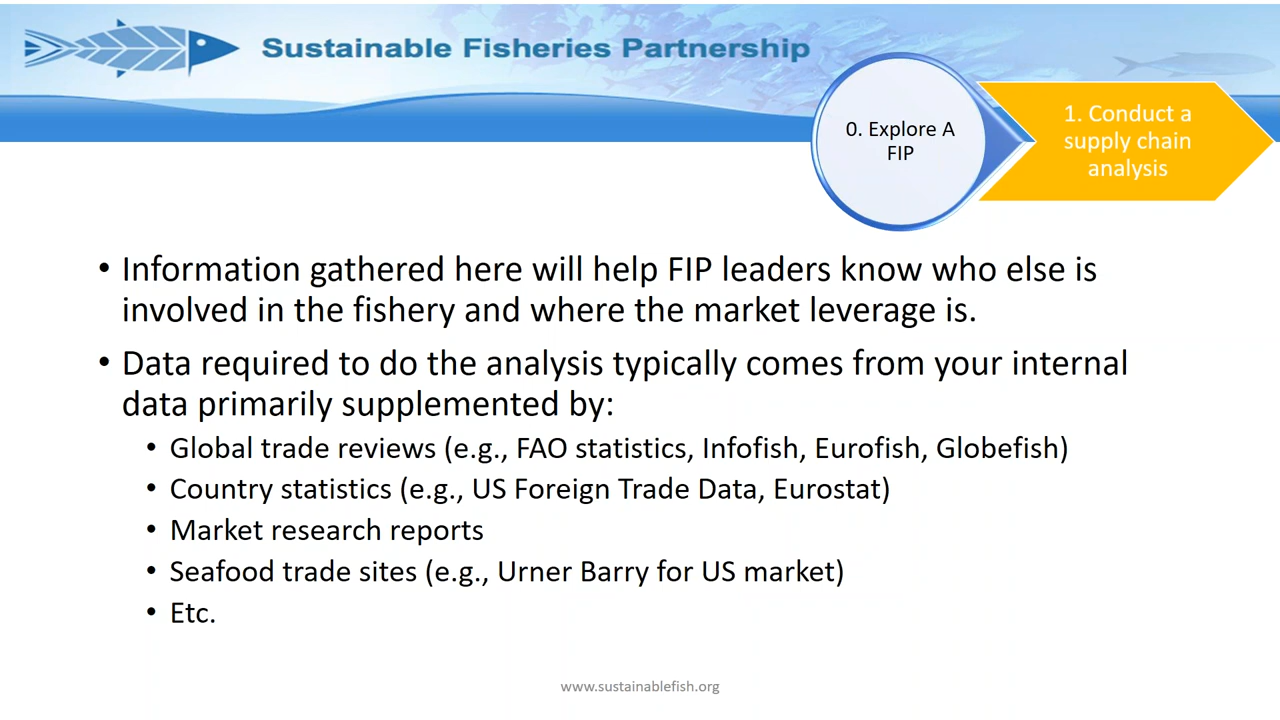 Sustainable Fisheries Partnership
0. Explore A
FIP
1. Conduct a
supply chain
analysis
• Information gathered here will help FIP leaders know who else is
involved in the fishery and where the market leverage is.
• Data required to do the analysis typically comes from your internal
data primarily supplemented by:
• Global trade reviews (e.g., FAO statistics, Infofish, Eurofish, Globefish)
• Country statistics (e.g., US Foreign Trade Data, Eurostat)
• Market research reports
• Seafood trade sites (e.g., Urner Barry for US market)
• Etc.
www.sustainablefish.org